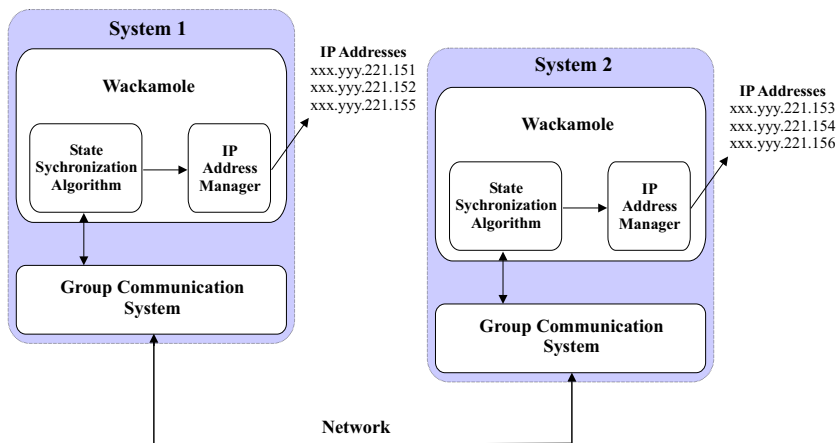 System 1
Wackamole
State
Sychronization
Algorithm
IP
Address
Manager
Group Communication
System
IP Addresses
xxx.yyy.221.151
xxx.yyy.221.152
xxx.yyy.221.155
System 2
Wackamole
State
Sychronization
Algorithm
IP
Address
Manager
Group Communication
System
IP Addresses
xxx.yyy.221.153
xxx.yyy.221.154
xxx.yyy.221.156
Network